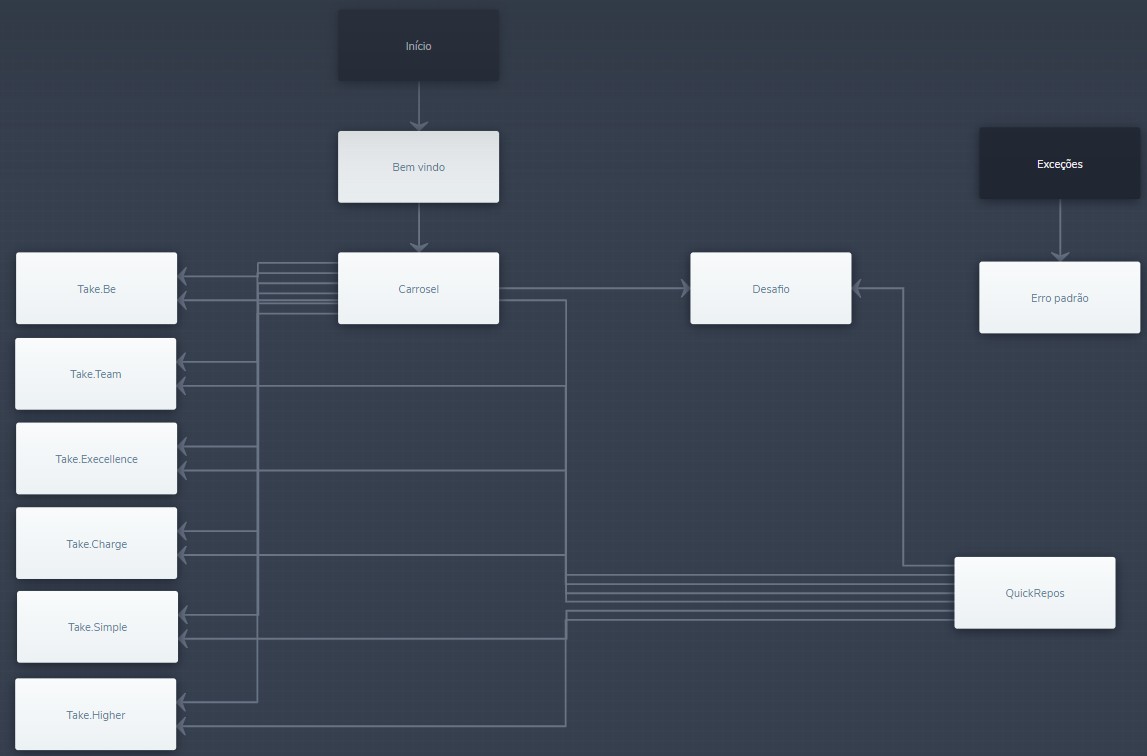 Início
Bem vindo
Exceções
Take.Be
Carrosel
Desafio
Erro padrão
Take.Team
Take.Execellence
Take.Charge
QuickRepos
Take.Simple
Take.Higher